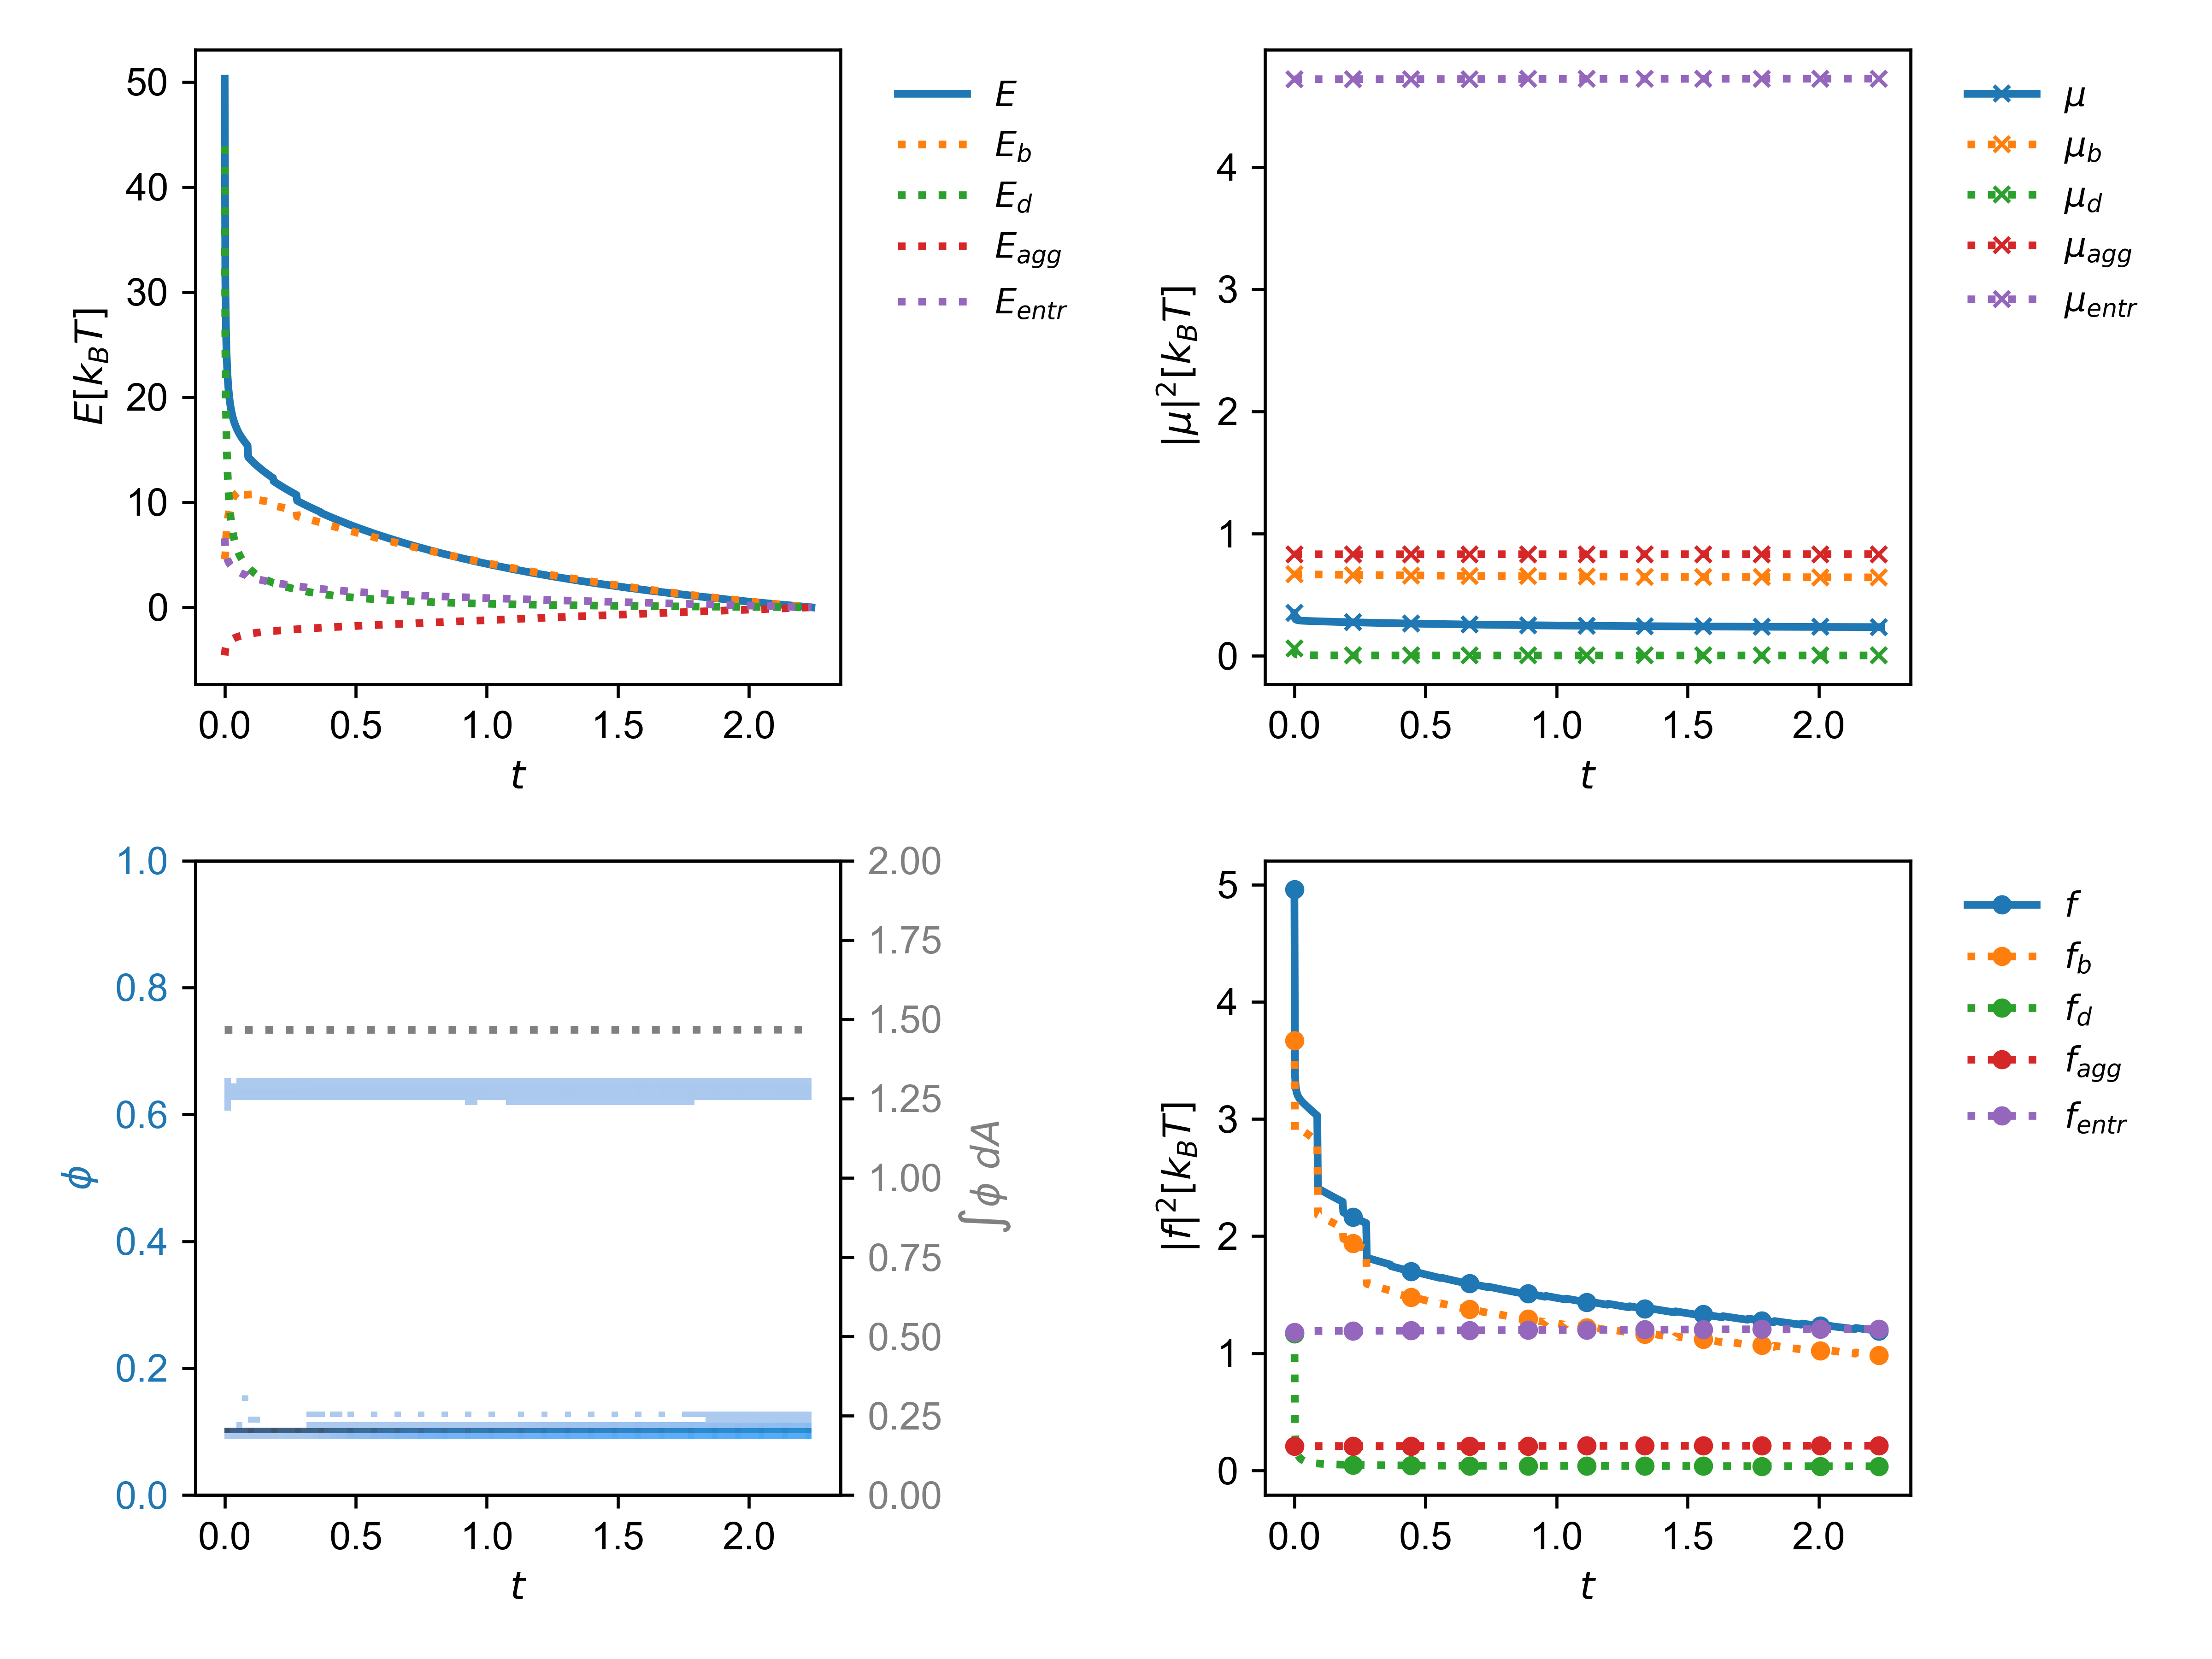 50
40
30
20
10
0
E[k_BT]
0.0 0.5 1.0 1.5 2.0
t
E
E_b
E_d
E_agg
E_entr
4
3
2
1
0
|μ|²[k_BT]
0.0 0.5 1.0 1.5 2.0
t
μ
μ_b
μ_d
μ_agg
μ_entr
1.0
0.8
0.6
0.4
0.2
0.0
ϕ
2.00
1.75
1.50
1.25
1.00
0.75
0.50
0.25
0.00
∫ϕ dA
0.0 0.5 1.0 1.5 2.0
t
5
4
3
2
1
0
|f|²[k_BT]
0.0 0.5 1.0 1.5 2.0
t
f
f_b
f_d
f_agg
f_entr